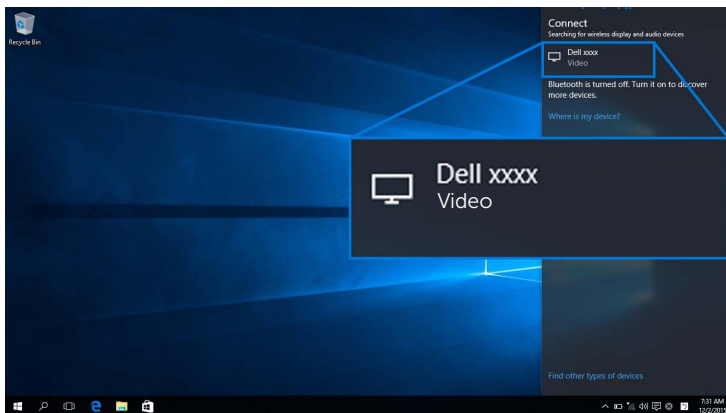 Recycle Bin
Connect
Searching for wireless display and audio devices
Dell xxxx
Video
Bluetooth is turned off. Turn it on to discover
more devices.
Where is my device?
Dell xxxx
Video
Find other types of devices
7:31 AM